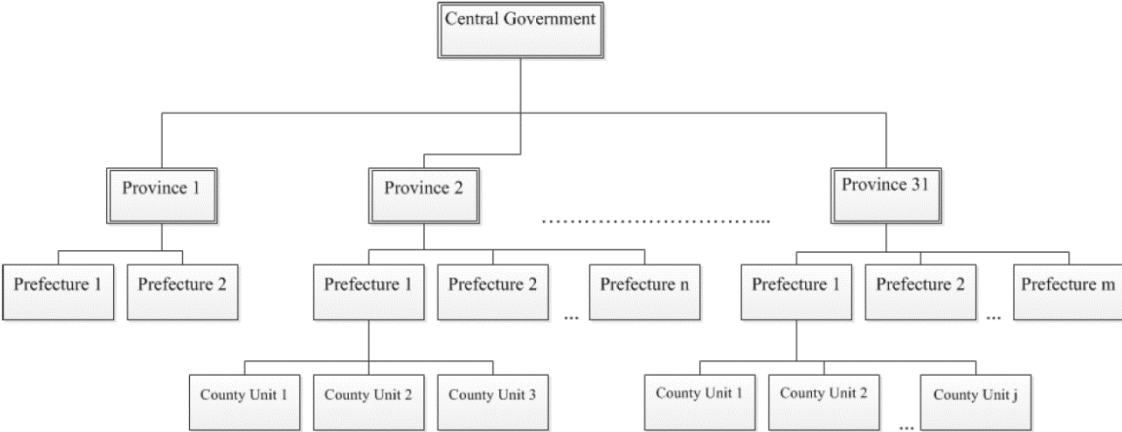 Central Government
Province 1
Province 2
………………………….…
Province 31
Prefecture 1
Prefecture 2
Prefecture 1
Prefecture 2
...
Prefecture n
Prefecture 1
Prefecture 2
...
Prefecture m
County Unit 1
County Unit 2
County Unit 3
County Unit 1
County Unit 2
...
County Unit j